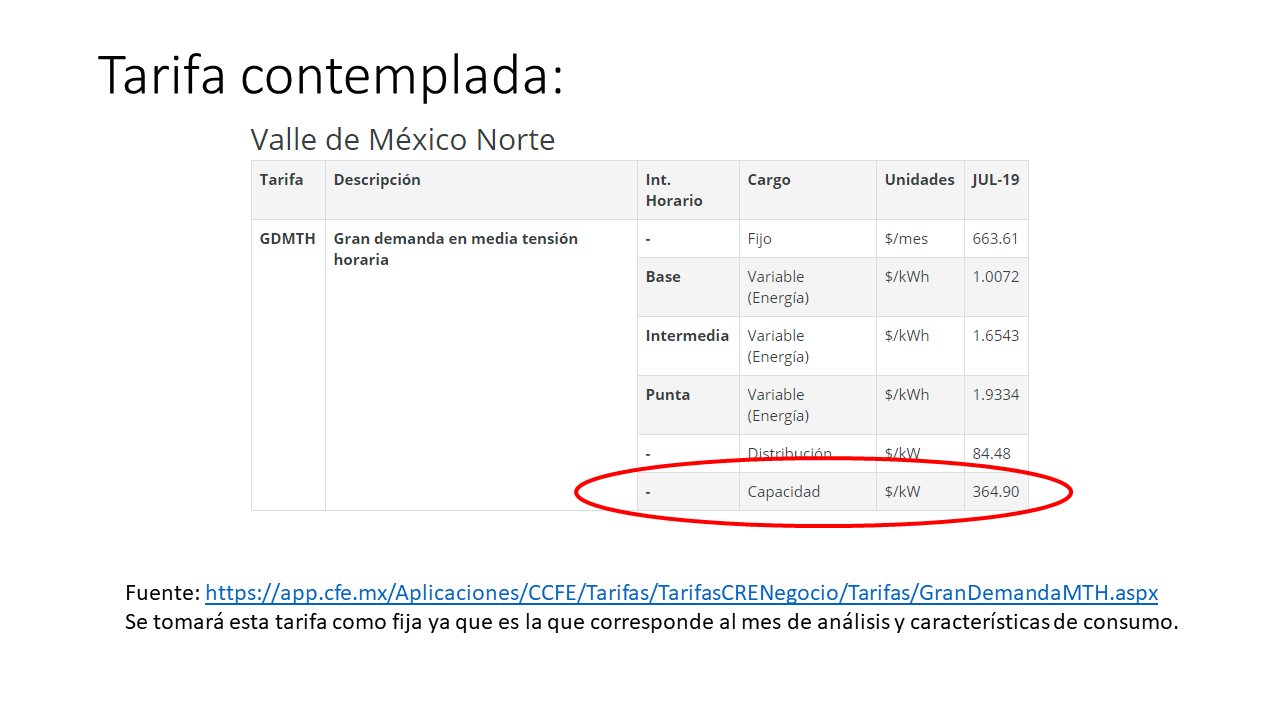 Tarifa contemplada:
Valle de México Norte
Tarifa Descripción Int. Horario Cargo Unidades JUL-19
GDMTH Gran demanda en media tensión horaria - Fijo $/mes 663.61
Base Variable (Energía) $/kWh 1.0072
Intermedia Variable (Energía) $/kWh 1.6543
Punta Variable (Energía) $/kWh 1.9334
- Distribución $/kW 84.48
- Capacidad $/kW 364.90
Fuente: https://app.cfe.mx/Aplicaciones/CCFE/Tarifas/TarifasCRENegocio/Tarifas/GranDemandaMTH.aspx
Se tomará esta tarifa como fija ya que es la que corresponde al mes de análisis y características de consumo.